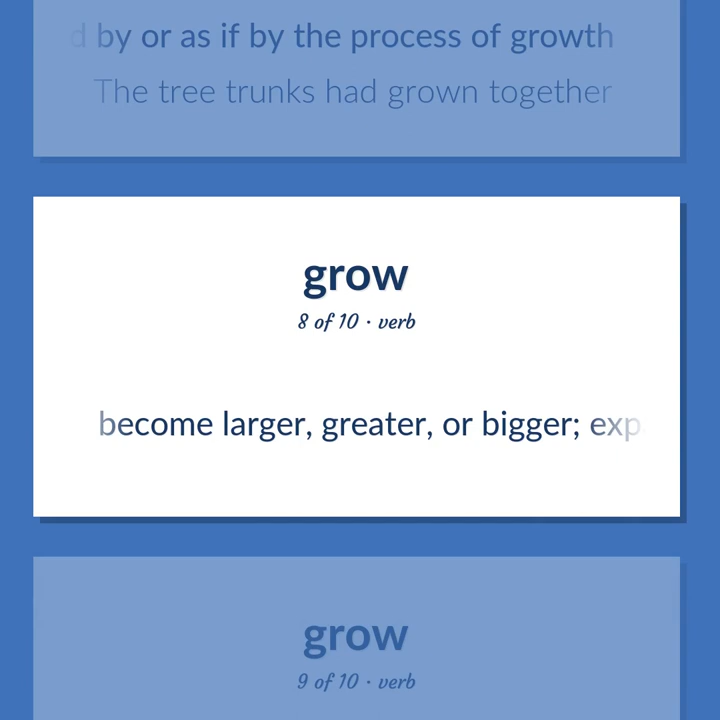 by or as if by the process of growth
The tree trunks had grown together
grow
8 of 10 · verb
become larger, greater, or bigger;
grow
9 of 10 · verb